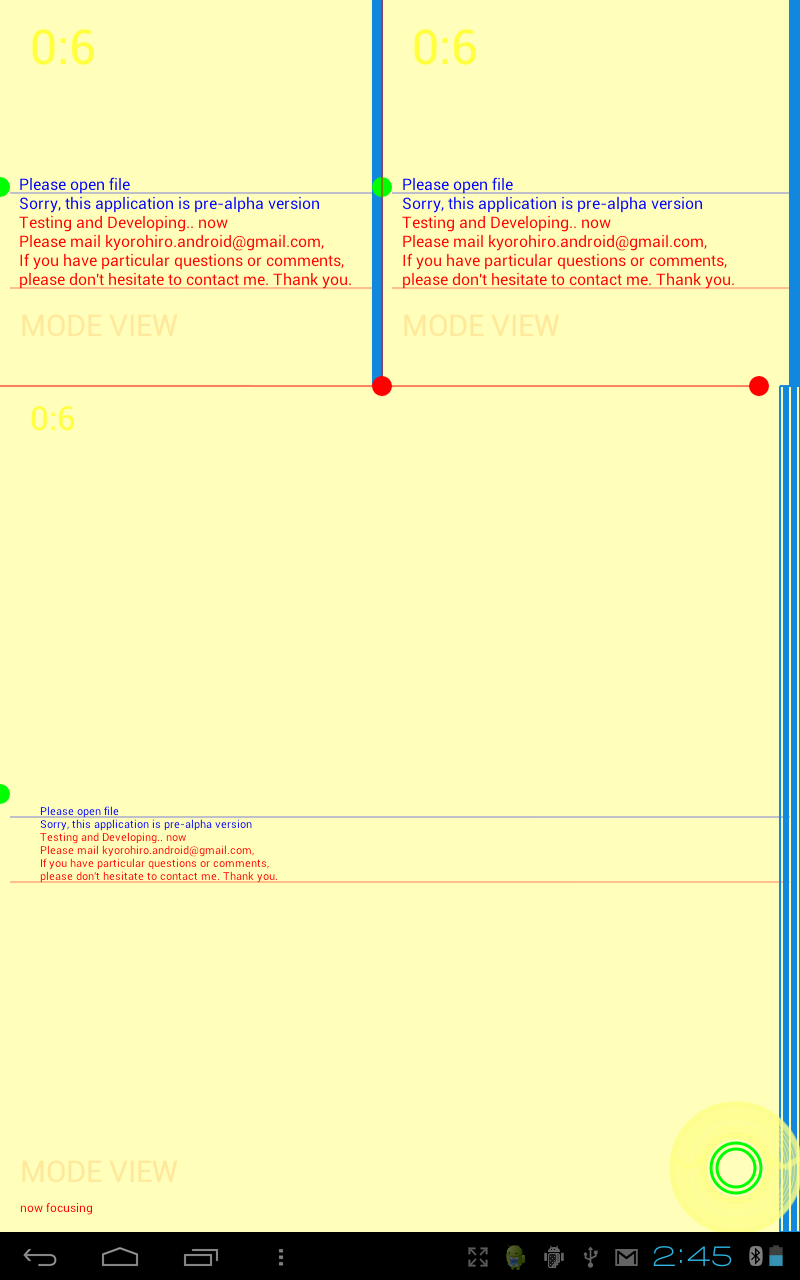 0:6
Please open file
Sorry, this application is pre-alpha version
Testing and Developing.. now
Please mail kyorohiro.android@gmail.com,
If you have particular questions or comments,
please don't hesitate to contact me. Thank you.
MODE VIEW
0:6
Please open file
Sorry, this application is pre-alpha version
Testing and Developing.. now
Please mail kyorohiro.android@gmail.com,
If you have particular questions or comments,
please don't hesitate to contact me. Thank you.
MODE VIEW
0:6
Please open file
Sorry, this application is pre-alpha version
Testing and Developing.. now
Please mail kyorohiro.android@gmail.com,
If you have particular questions or comments,
please don't hesitate to contact me. Thank you.
MODE VIEW
now focusing
2:45